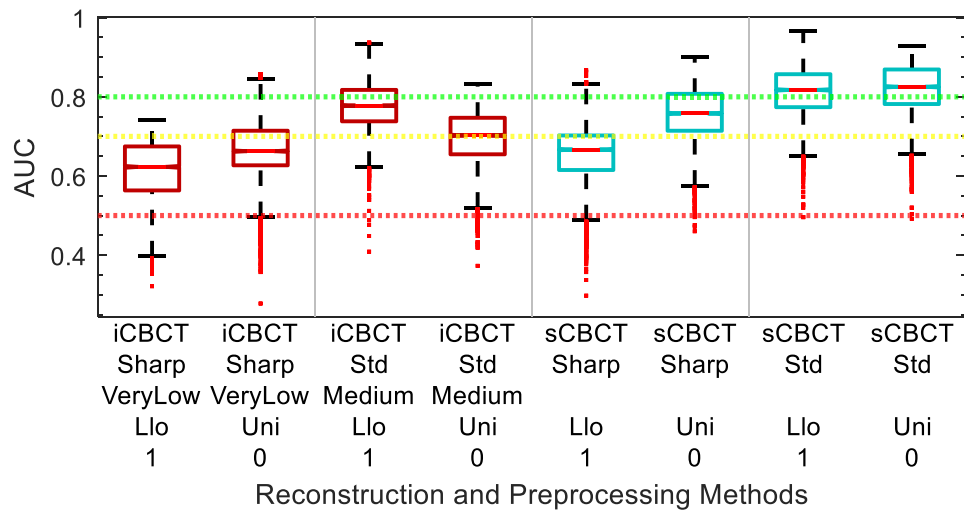 1
0.8
0.6
0.4
AUC
iCBCT iCBCT iCBCT iCBCT sCBCT sCBCT sCBCT sCBCT
Sharp Sharp Std Std Sharp Sharp Std Std
VeryLow VeryLow Medium Medium
Llo Uni Llo Uni Llo Uni Llo Uni
1 0 1 0 1 0 1 0
Reconstruction and Preprocessing Methods